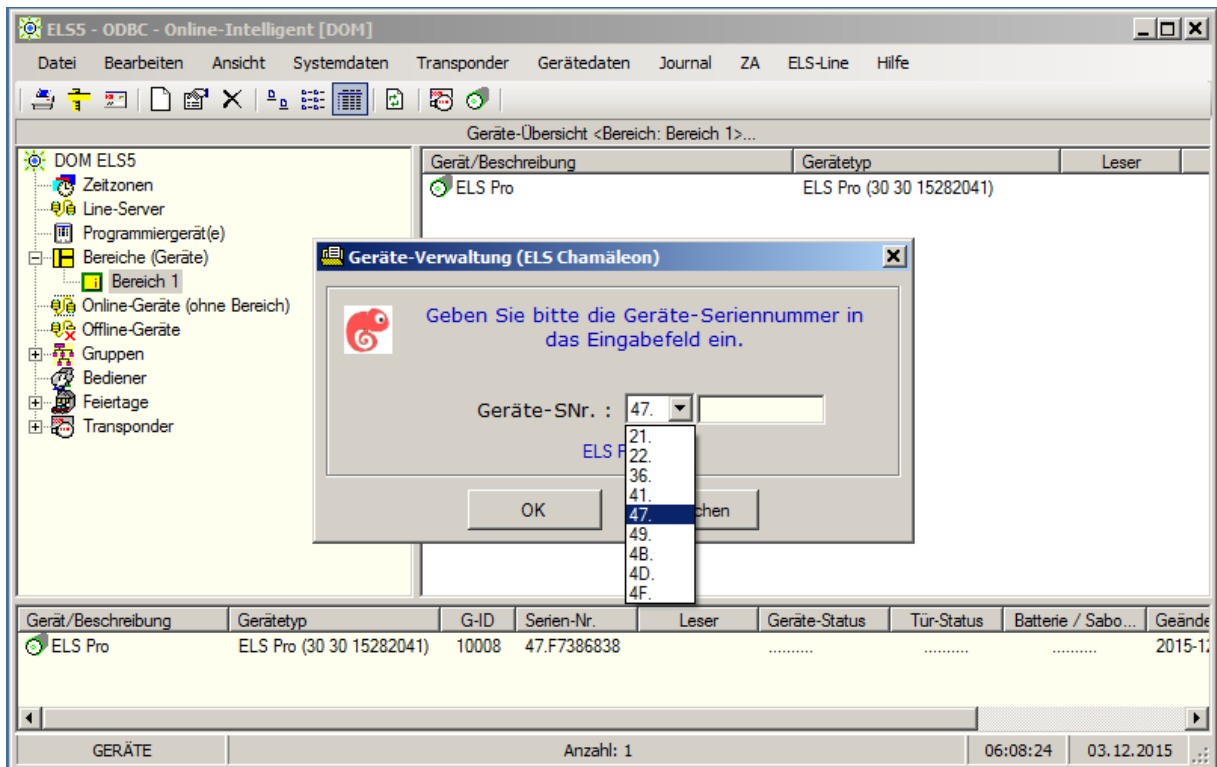 ELS5 - ODBC - Online-Intelligent [DOM]
Datei Bearbeiten Ansicht Systemdaten Transponder Gerätedaten Journal ZA ELS-Line Hilfe
Geräte-Übersicht <Bereich: Bereich 1>...
DOM ELS5
Zeitzonen
Line-Server
Programmiergerät(e)
Bereiche (Geräte)
Bereich 1
Online-Geräte (ohne Bereich)
Offline-Geräte
Gruppen
Bediener
Feiertage
Transponder
Gerät/Beschreibung Gerätetyp Leser
ELS Pro ELS Pro (30 30 15282041)
Geräte-Verwaltung (ELS Chamäleon)
Geben Sie bitte die Geräte-Seriennummer in
das Eingabefeld ein.
Geräte-SNr. : 47.
ELS
21.
22.
36.
41.
47.
49.
4B.
4D.
4F.
OK chen
Gerät/Beschreibung Gerätetyp G-ID Serien-Nr. Leser Geräte-Status Tür-Status Batterie / Sabo... Geände
ELS Pro ELS Pro (30 30 15282041) 10008 47.F7386838 .......... .......... .......... 2015-12
GERÄTE Anzahl: 1 06:08:24 03.12.2015